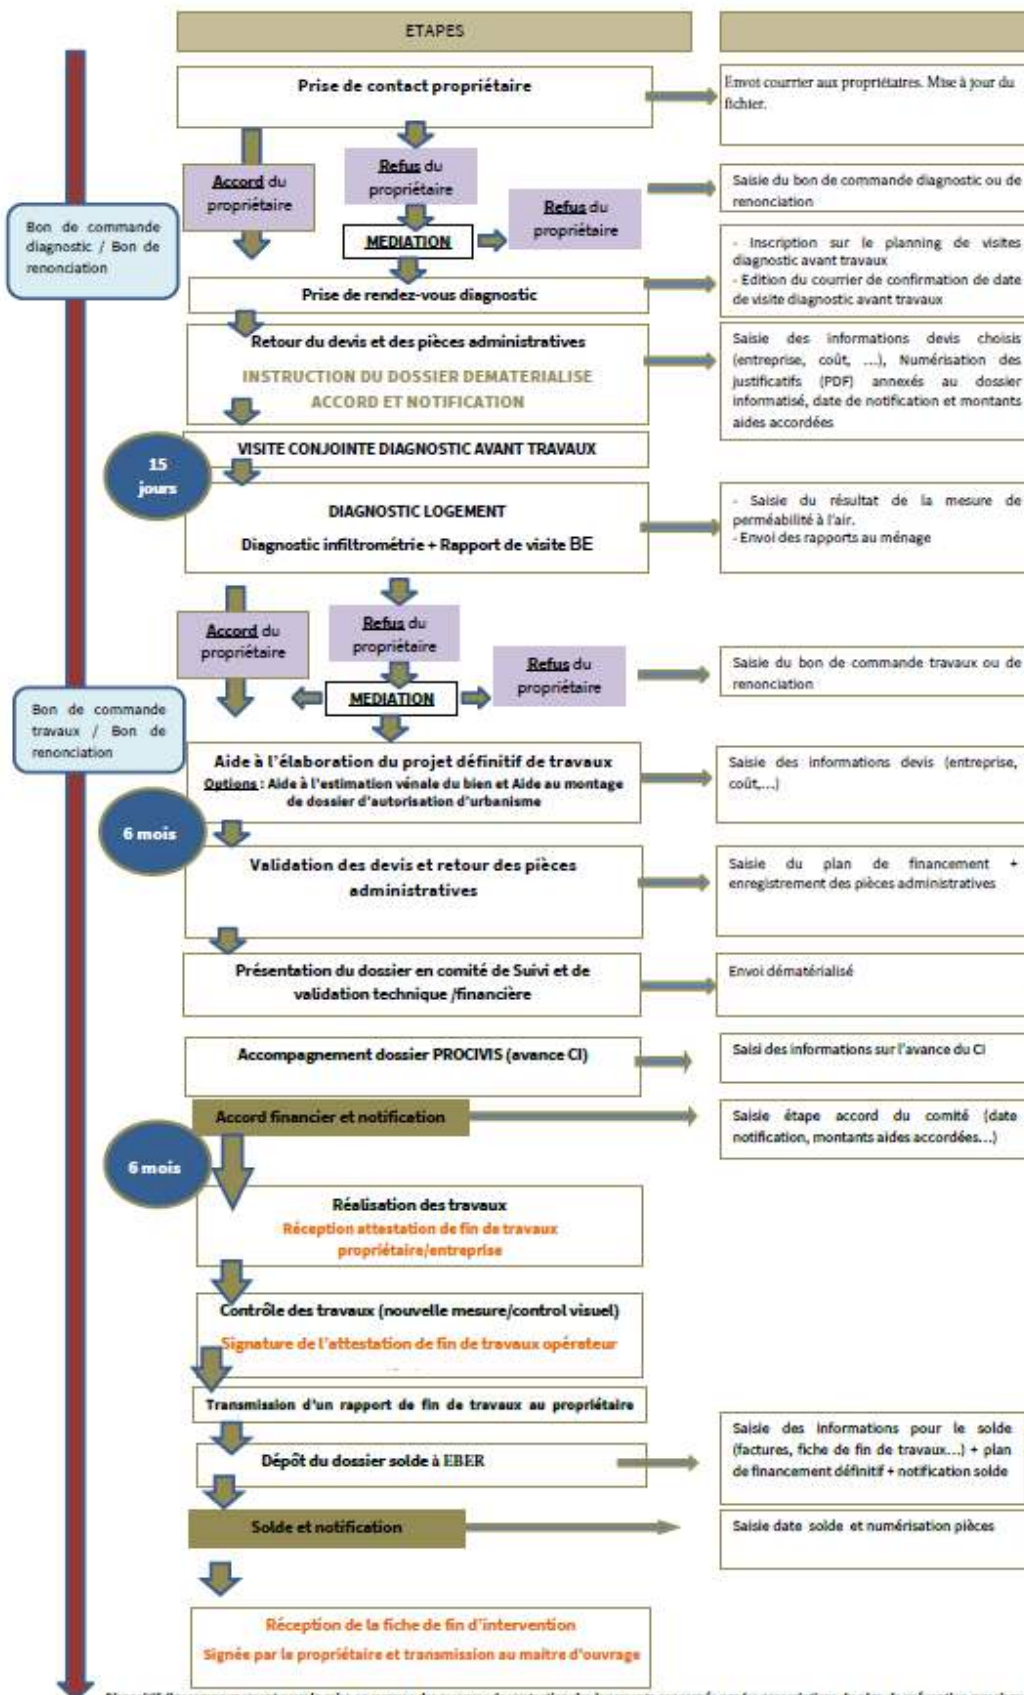 ETAPES
Prise de contact propriétaire
Envoi courrier aux propriétaires. Mise à jour du
fichier.
Accord du
propriétaire
Refus du
propriétaire
MEDIATION
Refus du
propriétaire
Saisie du bon de commande diagnostic ou de
renonciation
Bon de commande
diagnostic / Bon de
renonciation
Prise de rendez-vous diagnostic
- Inscription sur le planning de visites
diagnostic avant travaux
- Edition du courrier de confirmation de date
de visite diagnostic avant travaux
Retour du devis et des pièces administratives
INSTRUCTION DU DOSSIER DEMATERIALISE
ACCORD ET NOTIFICATION
Saisie des informations devis choisis
(entreprise, coût, ...), Numérisation des
justificatifs (PDF) annexés au dossier
informatisé, date de notification et montants
aides accordées
15
jours
VISITE CONJOINTE DIAGNOSTIC AVANT TRAVAUX
DIAGNOSTIC LOGEMENT
Diagnostic infiltrométrie + Rapport de visite BE
- Saisie du résultat de la mesure de
perméabilité à l'air.
- Envoi des rapports au ménage
Accord du
propriétaire
Refus du
propriétaire
MEDIATION
Refus du
propriétaire
Saisie du bon de commande travaux ou de
renonciation
Bon de commande
travaux / Bon de
renonciation
Aide à l'élaboration du projet définitif de travaux
Options : Aide à l'estimation vénale du bien et Aide au montage
de dossier d'autorisation d'urbanisme
Saisie des informations devis (entreprise,
coût,...)
6 mois
Validation des devis et retour des pièces
administratives
Saisie du plan de financement +
enregistrement des pièces administratives
Présentation du dossier en comité de Suivi et de
validation technique /financière
Envoi dématérialisé
Accompagnement dossier PROCIVIS (avance CI)
Saisi des informations sur l'avance du CI
Accord financier et notification
Saisie étape accord du comité (date
notification, montants aides accordées...)
6 mois
Réalisation des travaux
Réception attestation de fin de travaux
propriétaire/entreprise
Contrôle des travaux (nouvelle mesure/control visuel)
Signature de l'attestation de fin de travaux opérateur
Transmission d'un rapport de fin de travaux au propriétaire
Dépôt du dossier solde à EBER
Saisie des informations pour le solde
(factures, fiche de fin de travaux...) + plan
de financement définitif + notification solde
Solde et notification
Saisie date solde et numérisation pièces
Réception de la fiche de fin d'intervention
Signée par le propriétaire et transmission au maître d'ouvrage